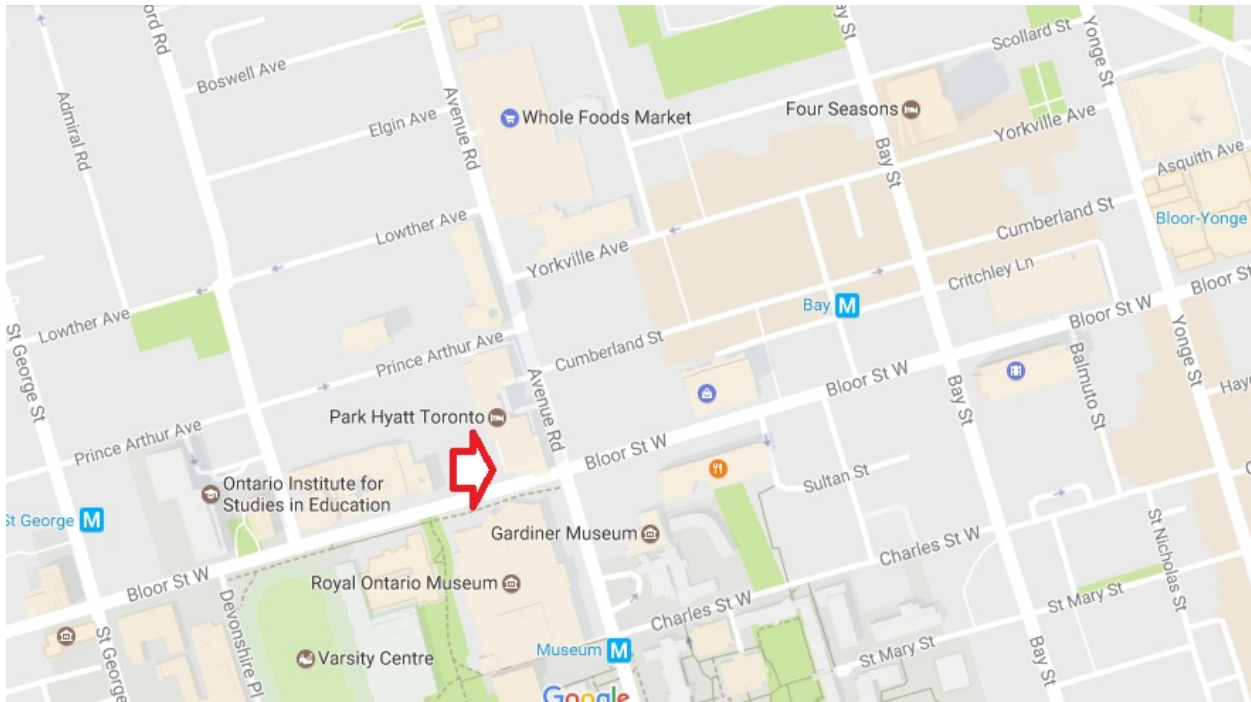 ord Rd
ay St
Scollard St
Yonge St
Boswell Ave
Admiral Rd
Elgin Ave
Avenue Rd
Whole Foods Market
Four Seasons
Yorkville Ave
Bay St
Asquith Ave
Lowther Ave
Cumberland St
Bloor-Yonge
Yorkville Ave
Critchley Ln
Bay M
Bloor St
Lowther Ave
Bloor St W
St George St
Prince Arthur Ave
Cumberland St
Yonge St
Balmuto St
Avenue Rd
Bloor St W
Bay St
Hay
Park Hyatt Toronto
Prince Arthur Ave
Bloor St W
Sultan St
Ontario Institute for
Studies in Education
St George M
Gardiner Museum
St Nicholas St
Charles St W
Bloor St W
Royal Ontario Museum
Devonshire Pl
Charles St W
St Mary St
St George
Museum M
Varsity Centre
St Mary St
Bay St
Google